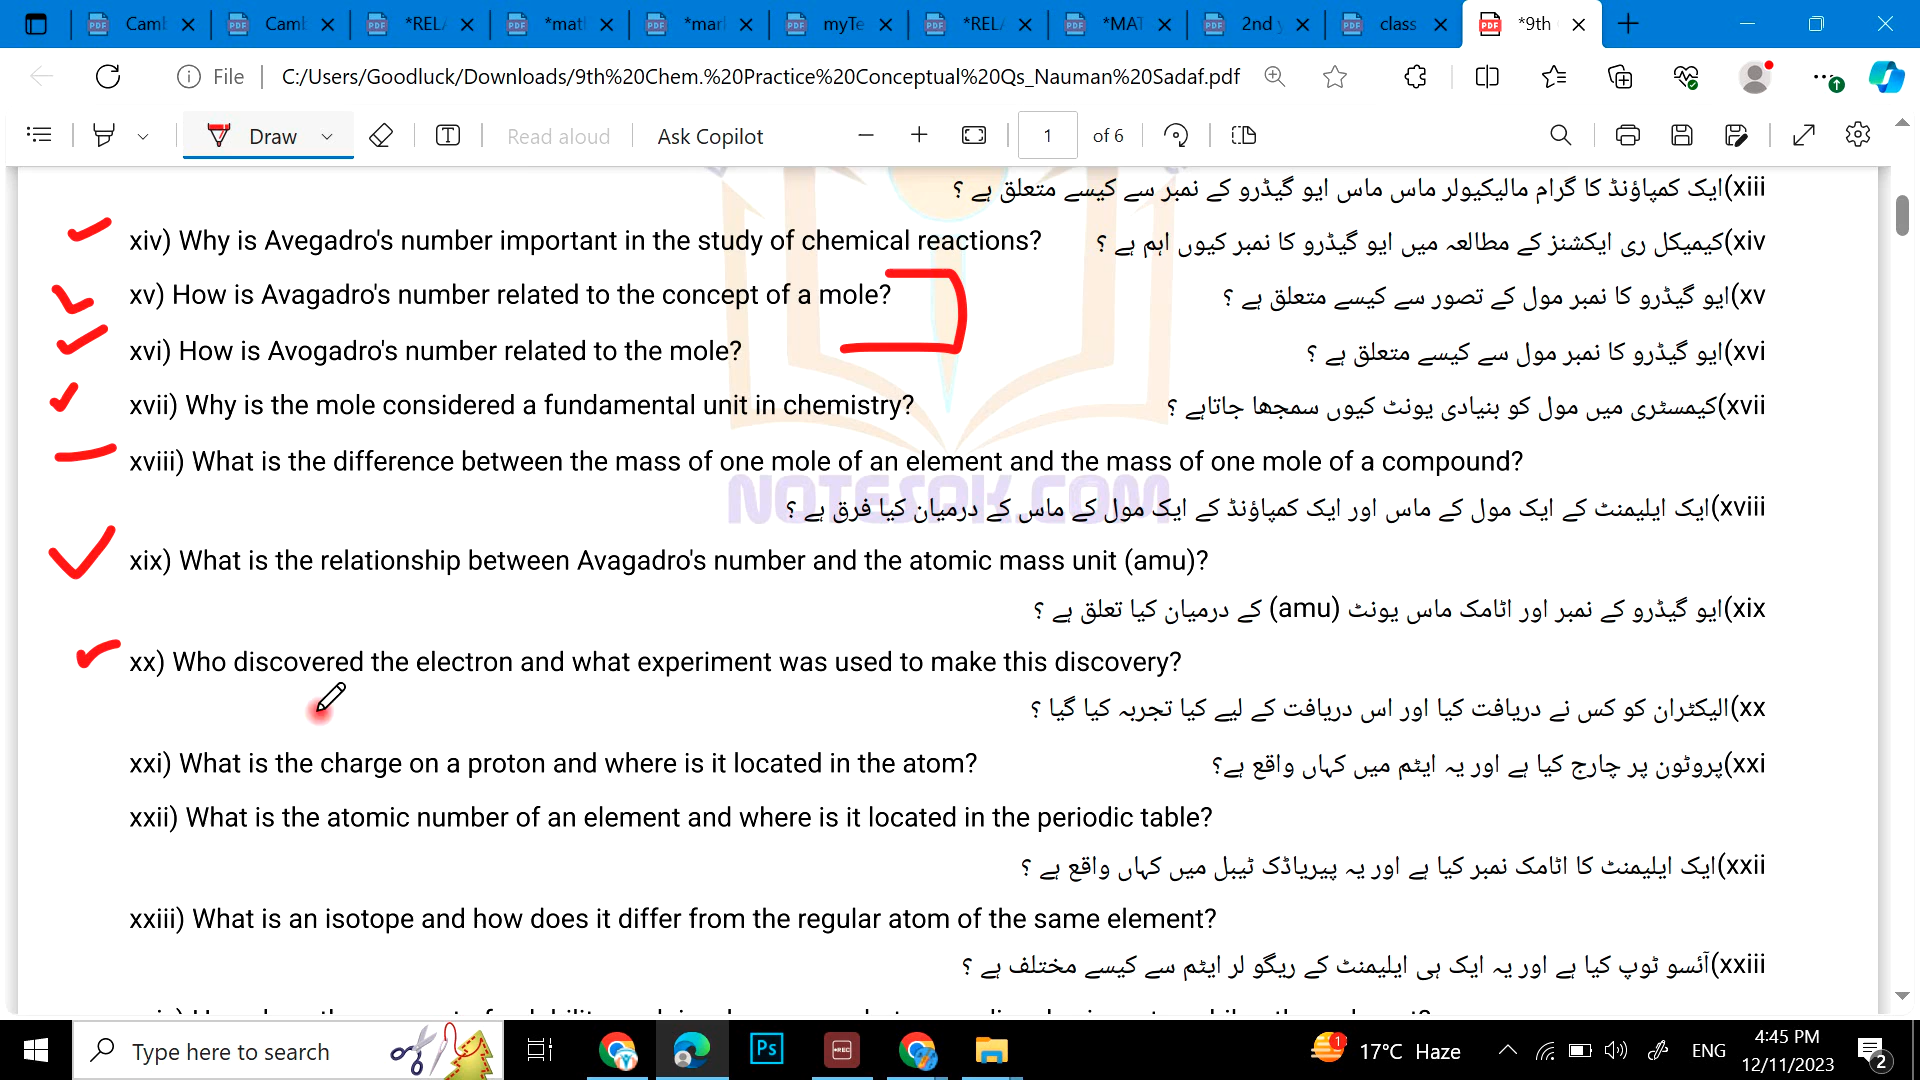 Camb
Camb
*RELA
*math
*mar
myTe
*RELA
*MAT
2nd y
class
*9th
File
C:/Users/Goodluck/Downloads/9th%20Chem.%20Practice%20Conceptual%20Qs_Nauman%20Sadaf.pdf
Draw
Read aloud
Ask Copilot
1 of 6
xiii)ایک کمپاؤنڈ کا گرام مالیکیولر ماس ماس ایو گیڈرو کے نمبر سے کیسے متعلق ہے ؟
xiv) Why is Avegadro's number important in the study of chemical reactions?
xiv)کیمیکل ری ایکشنز کے مطالعہ میں ایو گیڈرو کا نمبر کیوں اہم ہے ؟
xv) How is Avagadro's number related to the concept of a mole?
xv)ایو گیڈرو کا نمبر مول کے تصور سے کیسے متعلق ہے ؟
xvi) How is Avogadro's number related to the mole?
xvi)ایو گیڈرو کا نمبر مول سے کیسے متعلق ہے ؟
xvii) Why is the mole considered a fundamental unit in chemistry?
xvii)کیمسٹری میں مول کو بنیادی یونٹ کیوں سمجھا جاتاہے ؟
xviii) What is the difference between the mass of one mole of an element and the mass of one mole of a compound?
NOTESPK.COM
xviii)ایک ایلیمنٹ کے ایک مول کے ماس اور ایک کمپاؤنڈ کے ایک مول کے ماس کے درمیان کیا فرق ہے ؟
xix) What is the relationship between Avagadro's number and the atomic mass unit (amu)?
xix)ایو گیڈرو کے نمبر اور اٹامک ماس یونٹ (amu) کے درمیان کیا تعلق ہے ؟
xx) Who discovered the electron and what experiment was used to make this discovery?
xx)الیکٹران کو کس نے دریافت کیا اور اس دریافت کے لیے کیا تجربہ کیا گیا ؟
xxi) What is the charge on a proton and where is it located in the atom?
xxi)پروٹون پر چارج کیا ہے اور یہ ایٹم میں کہاں واقع ہے؟
xxii) What is the atomic number of an element and where is it located in the periodic table?
xxii)ایک ایلیمنٹ کا اٹامک نمبر کیا ہے اور یہ پیریاڈک ٹیبل میں کہاں واقع ہے ؟
xxiii) What is an isotope and how does it differ from the regular atom of the same element?
xxiii)آئسو ٹوپ کیا ہے اور یہ ایک ہی ایلیمنٹ کے ریگو لر ایٹم سے کیسے مختلف ہے ؟
Type here to search
Ps
REC
1
17°C Haze
ENG
4:45 PM
12/11/2023
2